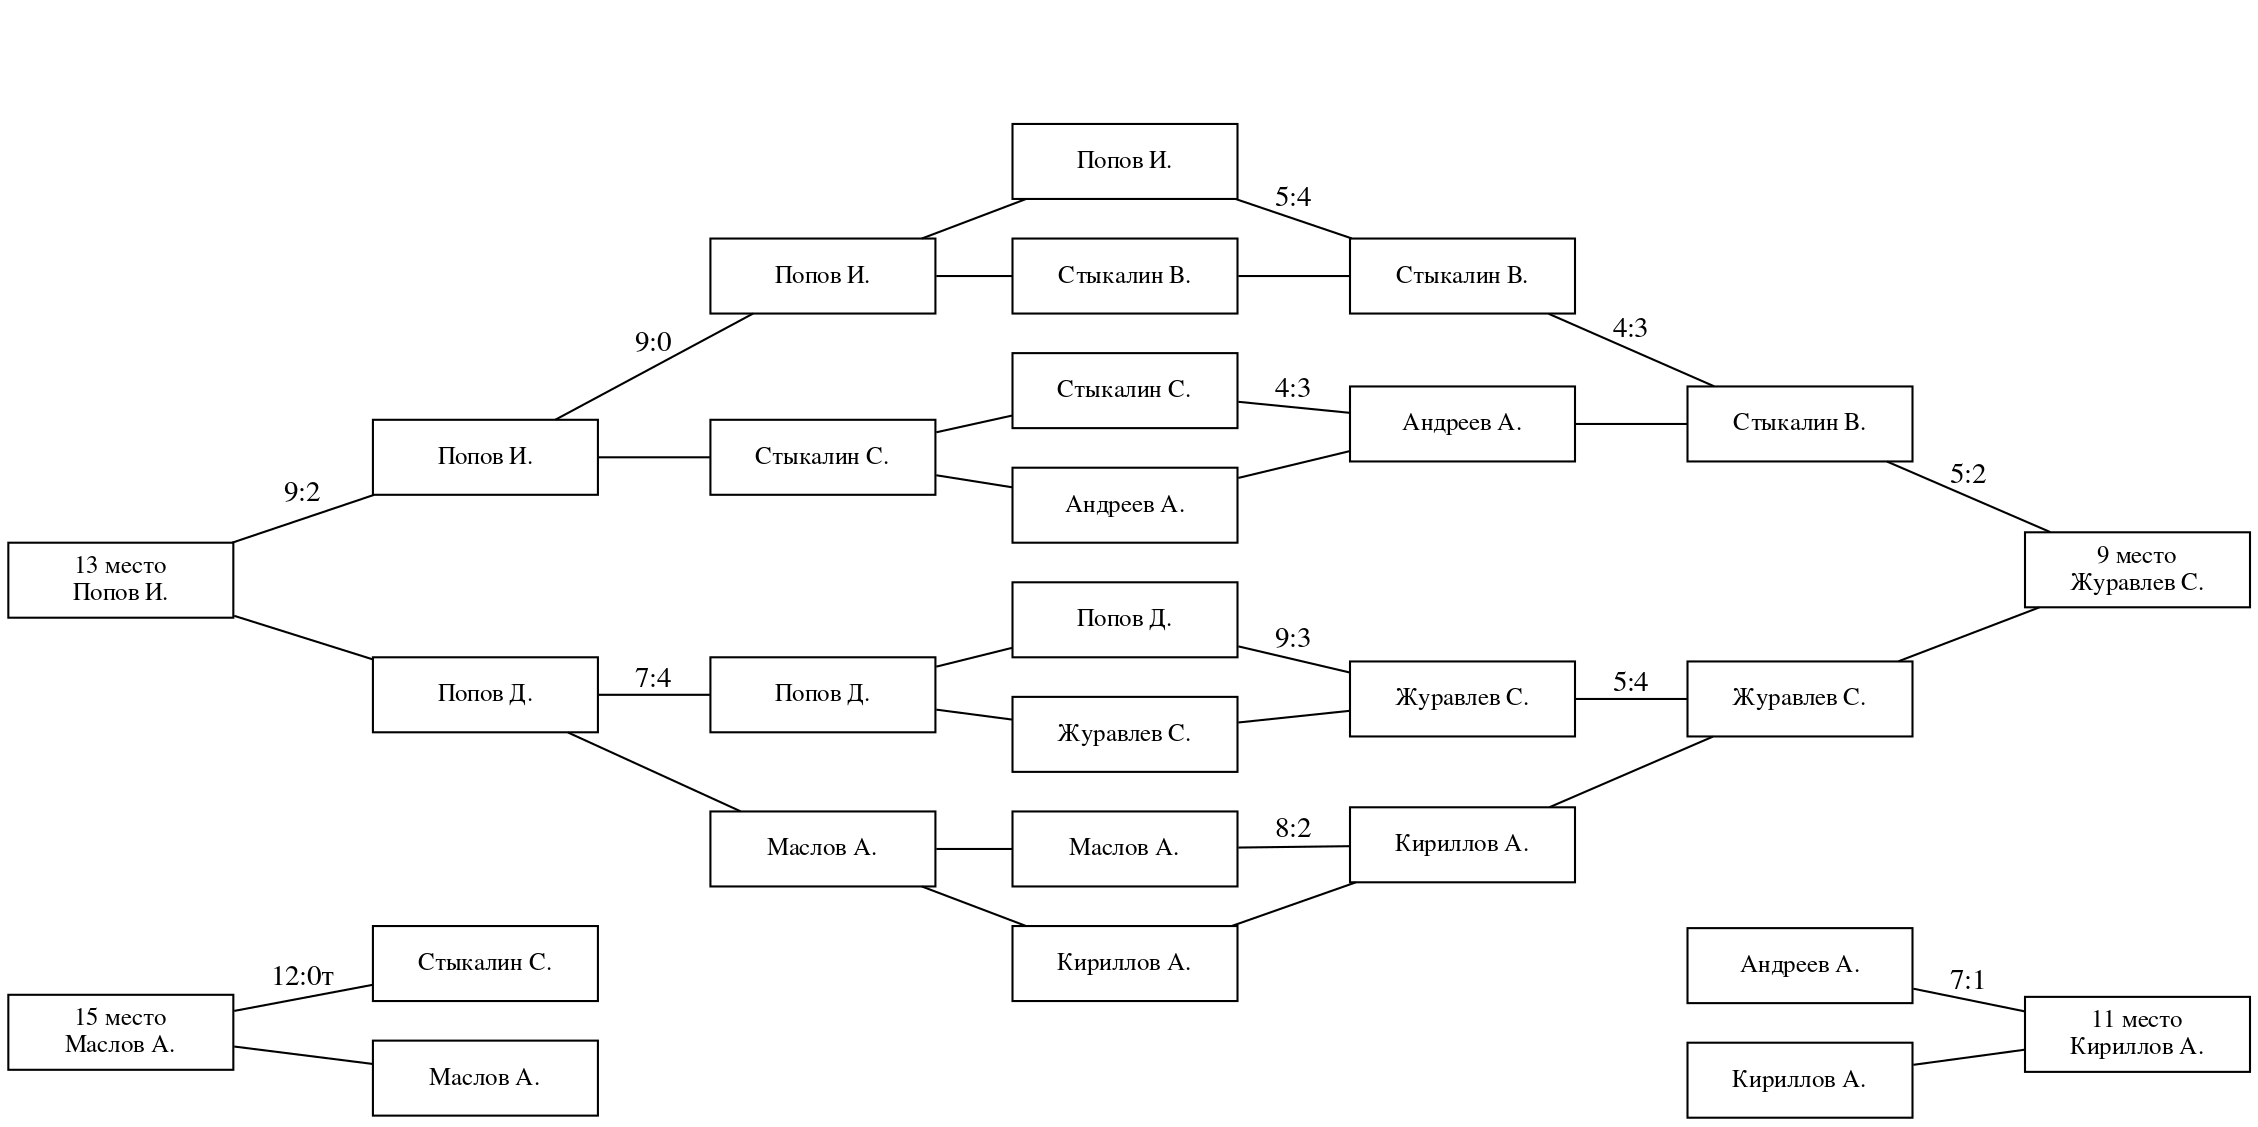 Попов И.
5:4
Попов И.
Стыкалин В.
Стыкалин В.
9:0
4:3
Стыкалин С.
4:3
Попов И.
Стыкалин С.
Андреев А.
Стыкалин В.
9:2
Андреев А.
5:2
13 место
Попов И.
9 место
Журавлев С.
Попов Д.
9:3
Попов Д.
7:4
Попов Д.
Журавлев С.
5:4
Журавлев С.
Журавлев С.
Маслов А.
Маслов А.
8:2
Кириллов А.
Стыкалин С.
Кириллов А.
Андреев А.
12:0т
7:1
15 место
Маслов А.
11 место
Кириллов А.
Маслов А.
Кириллов А.